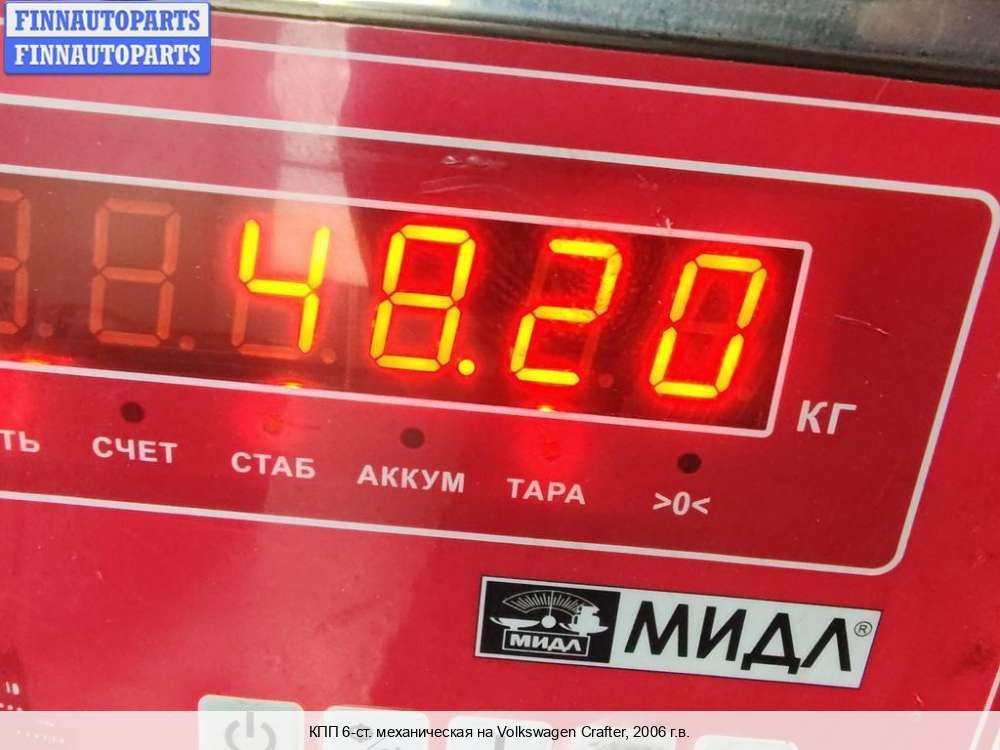 FINNAUTOPARTS
FINNAUTOPARTS
48.20
КГ
ТЬ СЧЕТ СТАБ АККУМ ТАРА >0<
МИДЛ МИДЛ®
КПП 6-ст. механическая на Volkswagen Crafter, 2006 г.в.